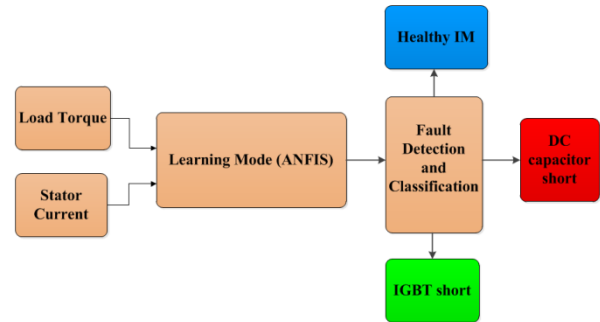 Healthy IM
Load Torque
Stator
Current
Learning Mode (ANFIS)
Fault
Detection
and
Classification
DC
capacitor
short
IGBT short